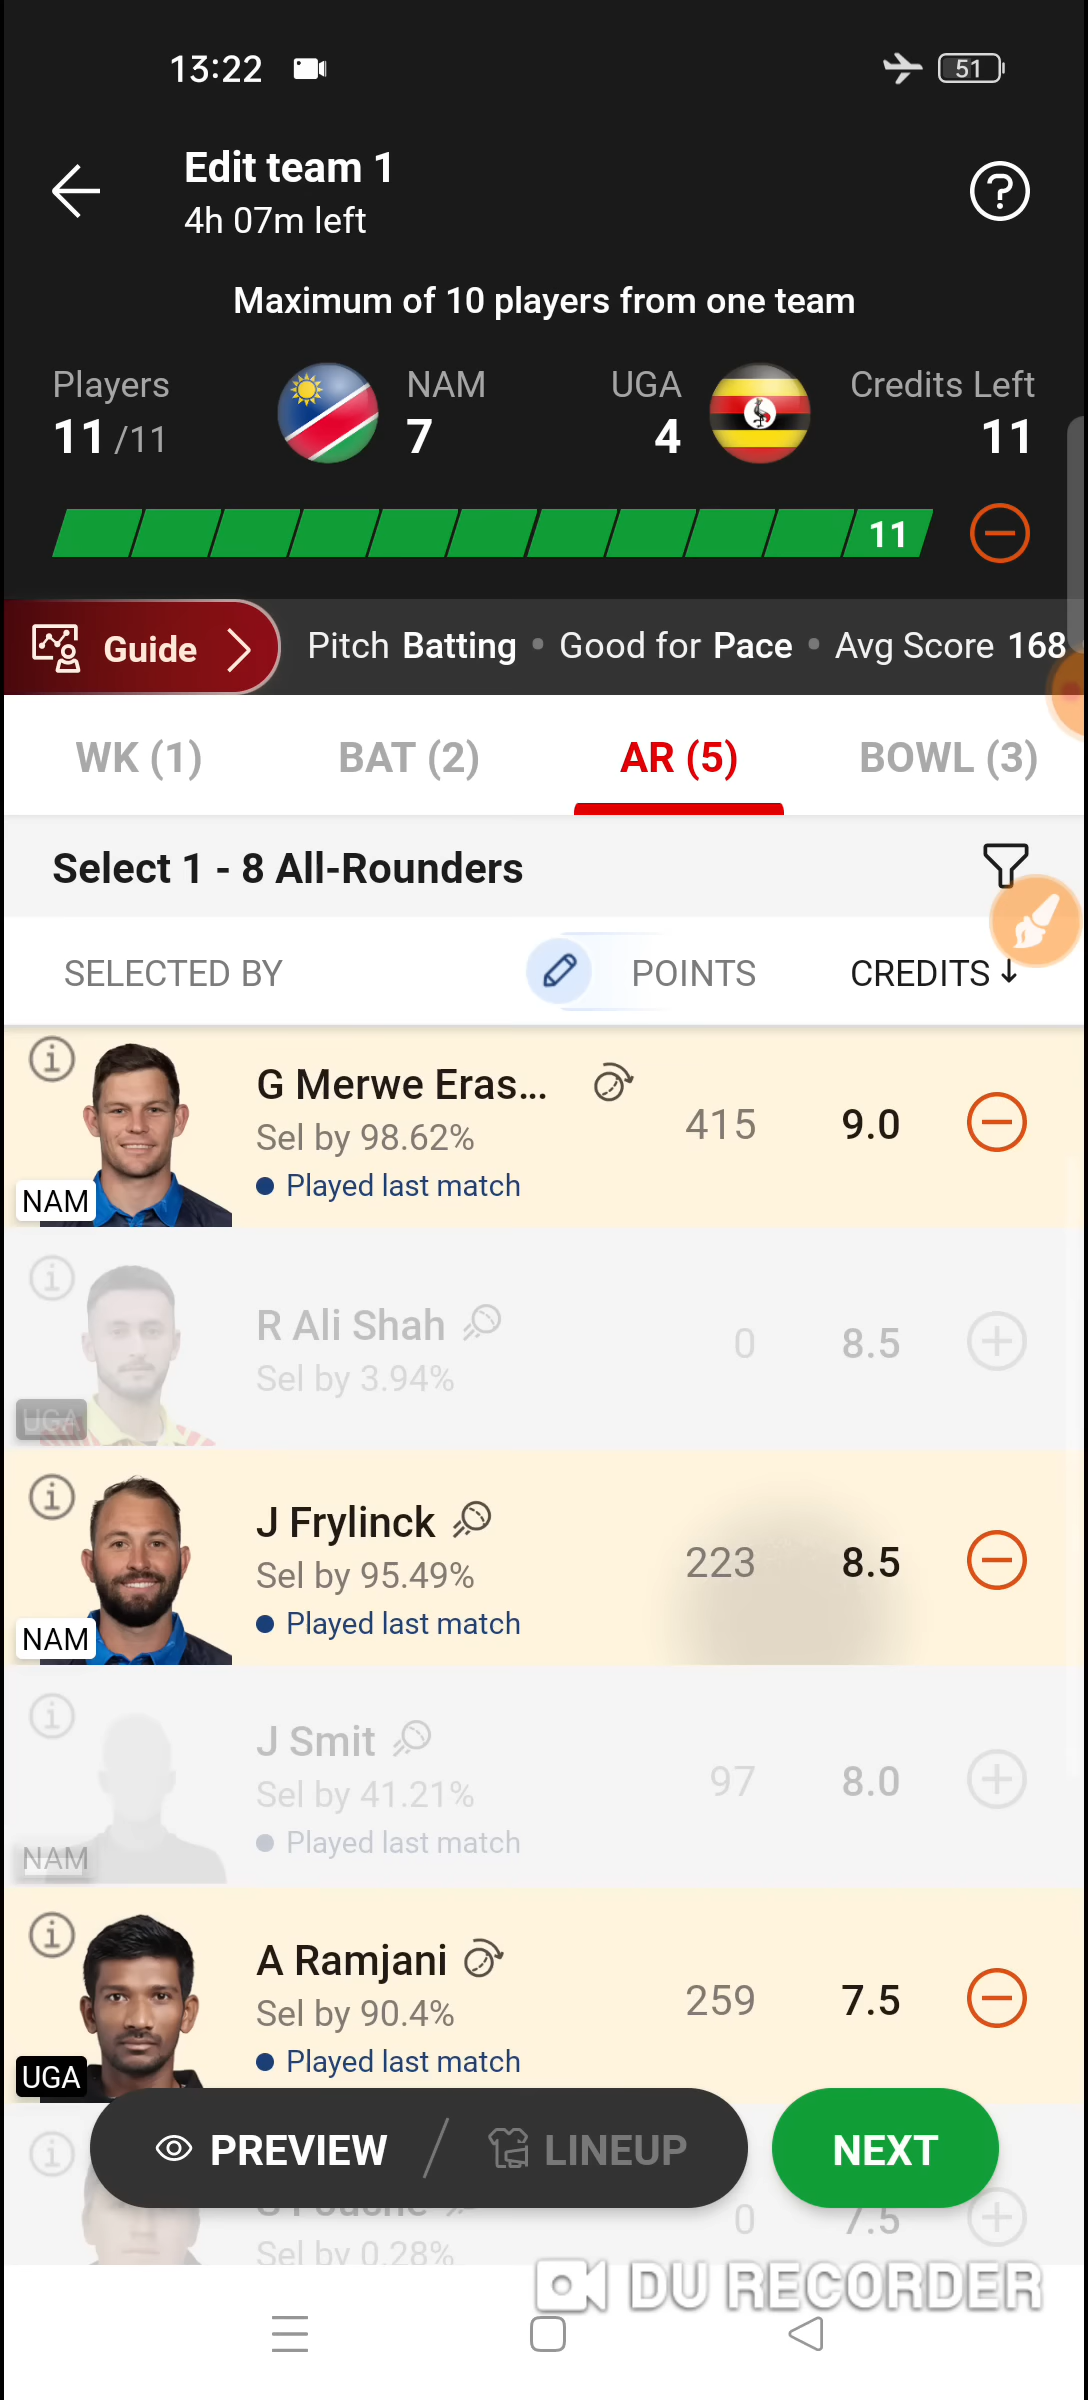 13:22
51
Edit team 1
4h 07m left
Maximum of 10 players from one team
Players NAM UGA Credits Left
11/11 7 4 11
11
Guide Pitch Batting • Good for Pace • Avg Score 168
WK (1) BAT (2) AR (5) BOWL (3)
Select 1 - 8 All-Rounders
SELECTED BY POINTS CREDITS ↓
G Merwe Eras...
Sel by 98.62% 415 9.0
• Played last match
NAM
R Ali Shah
Sel by 3.94% 0 8.5
UGA
J Frylinck
Sel by 95.49% 223 8.5
• Played last match
NAM
J Smit
Sel by 41.21% 97 8.0
• Played last match
NAM
A Ramjani
Sel by 90.4% 259 7.5
• Played last match
UGA
PREVIEW / LINEUP NEXT
0 7.5
Sel by 0.28%
DU RECORDER